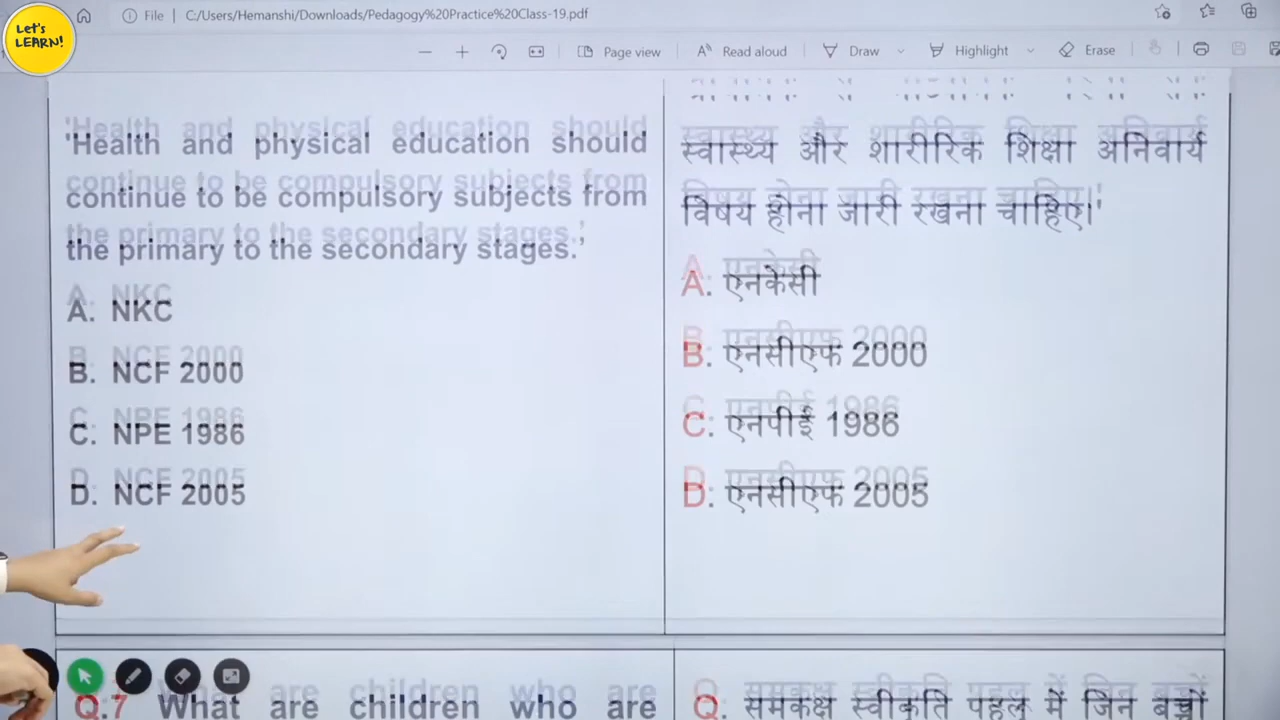 Let's
LEARN!
File | C:/Users/Hemanshi/Downloads/Pedagogy%20Practice%20Class-19.pdf
Page view
Read aloud
Draw
Highlight
Erase
'Health and physical education should
continue to be compulsory subjects from
the primary to the secondary stages.'
A. NKC
B. NCF 2000
C. NPE 1986
D. NCF 2005
स्वास्थ्य और शारीरिक शिक्षा अनिवार्य
विषय होना जारी रखना चाहिए।'
A. एनकेसी
B. एनसीएफ 2000
C. एनपीई 1986
D. एनसीएफ 2005
Q.7 What are children who are
Q. समकक्ष स्वीकृति पहल में जिन बच्चों